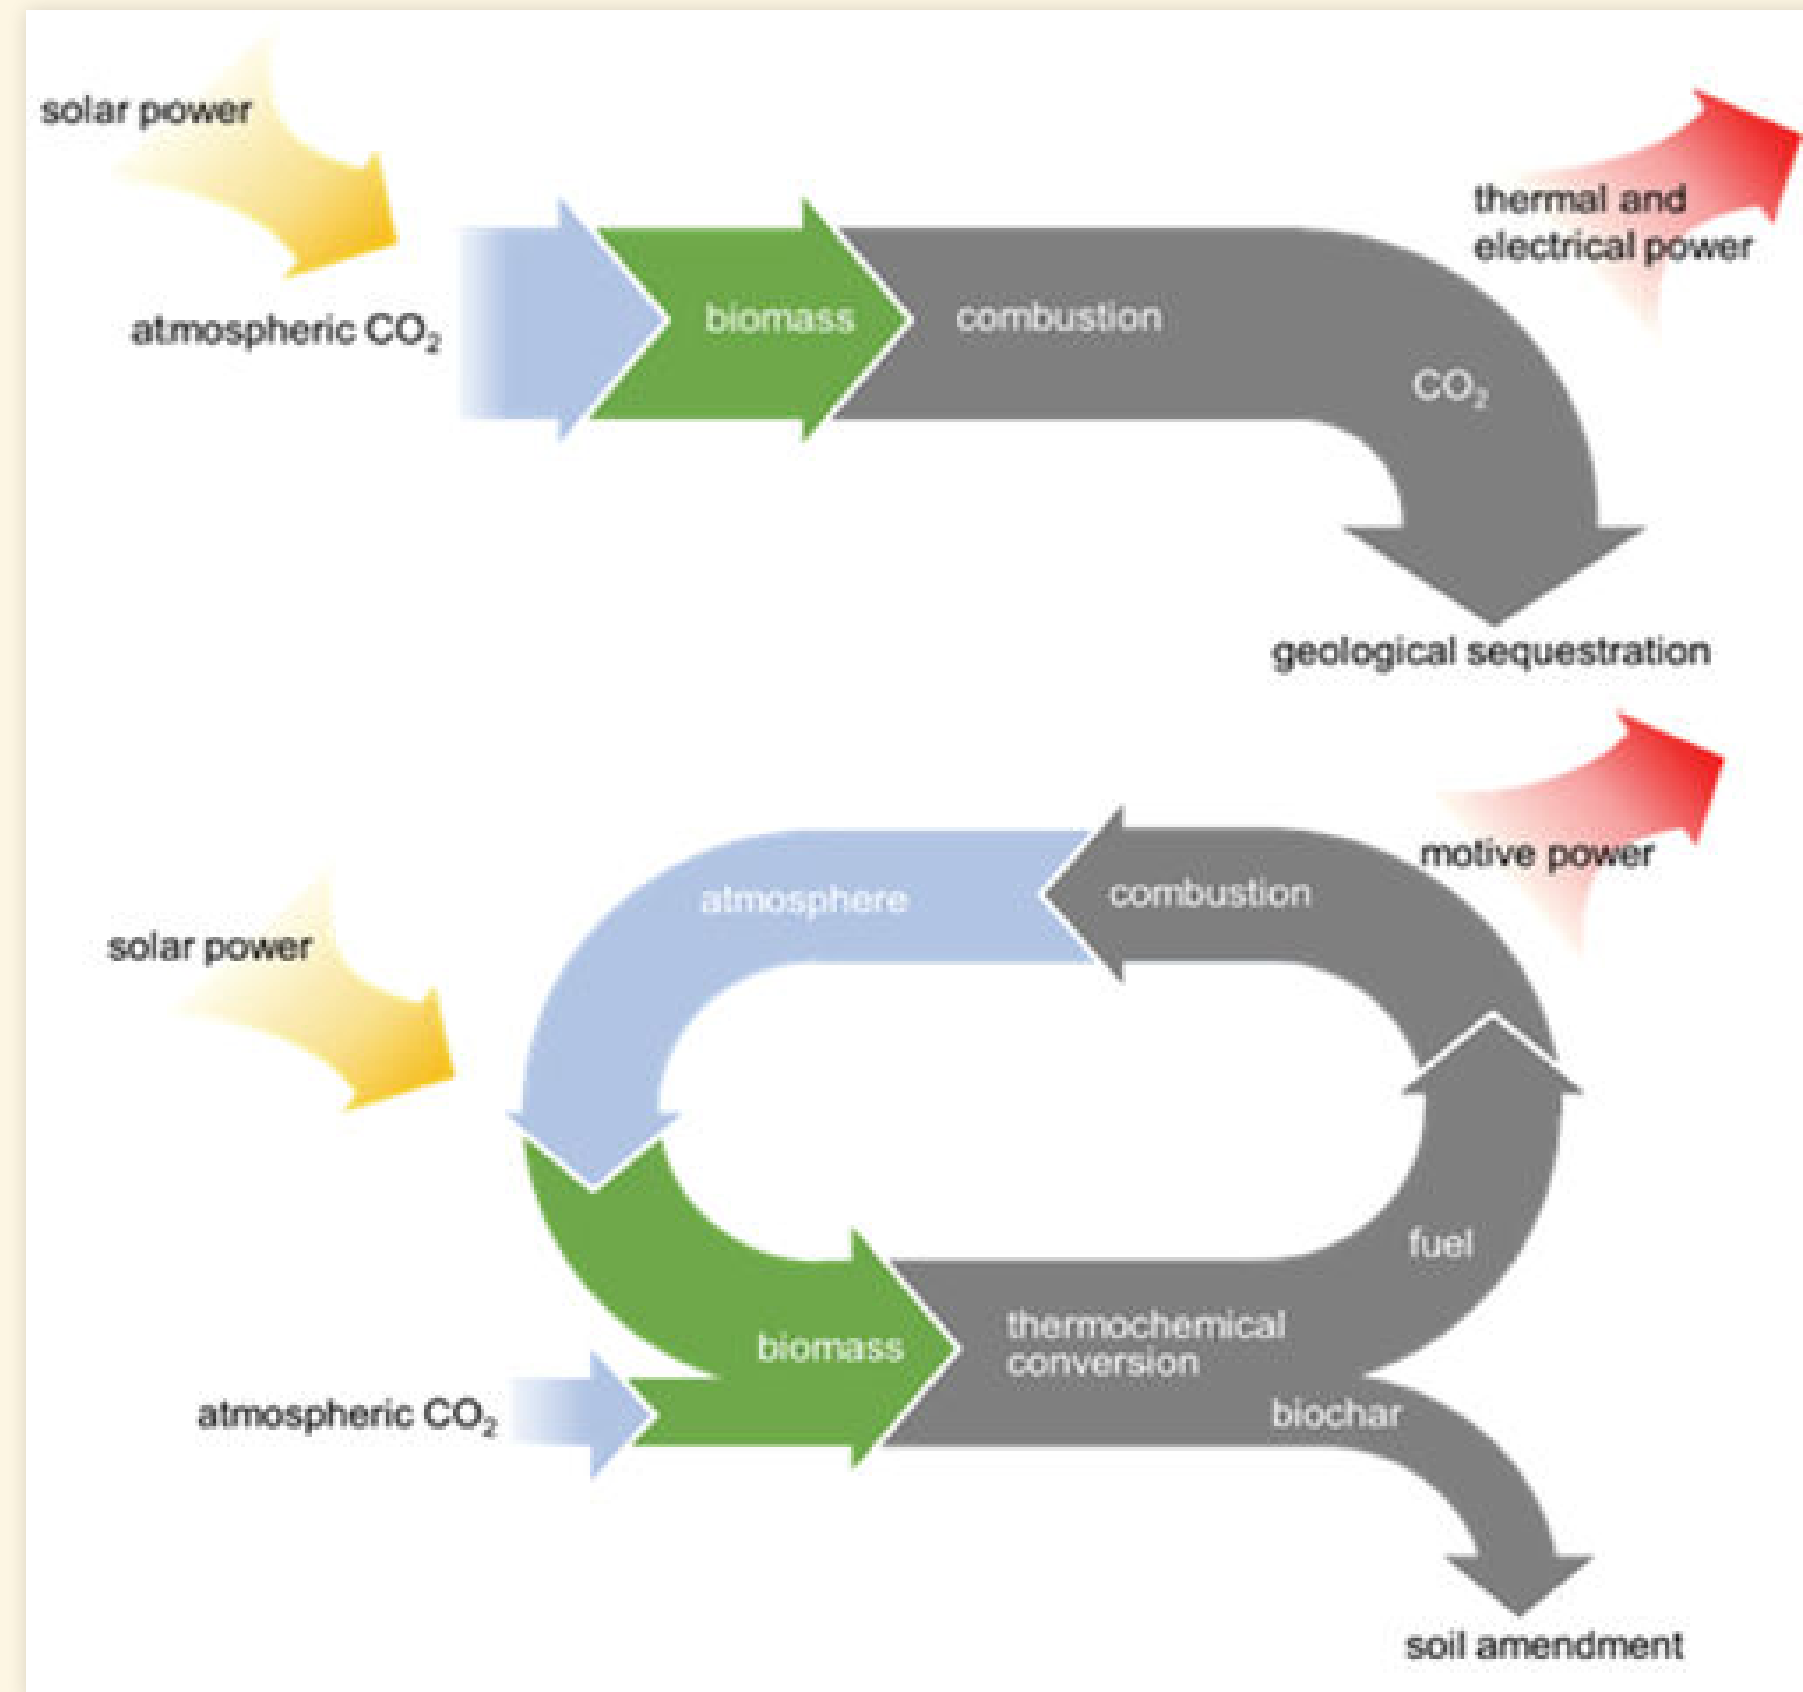 solar power
thermal and
electrical power
atmospheric CO₂
biomass
combustion
CO₂
geological sequestration
motive power
atmosphere
combustion
solar power
fuel
thermochemical
conversion
biomass
atmospheric CO₂
biochar
soil amendment